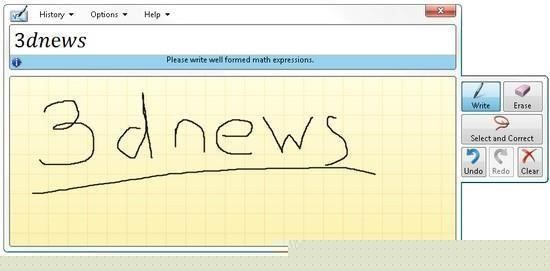 History Options Help
3dnews
Please write well formed math expressions.
3dnews
Write Erase
Select and Correct
Undo Redo Clear